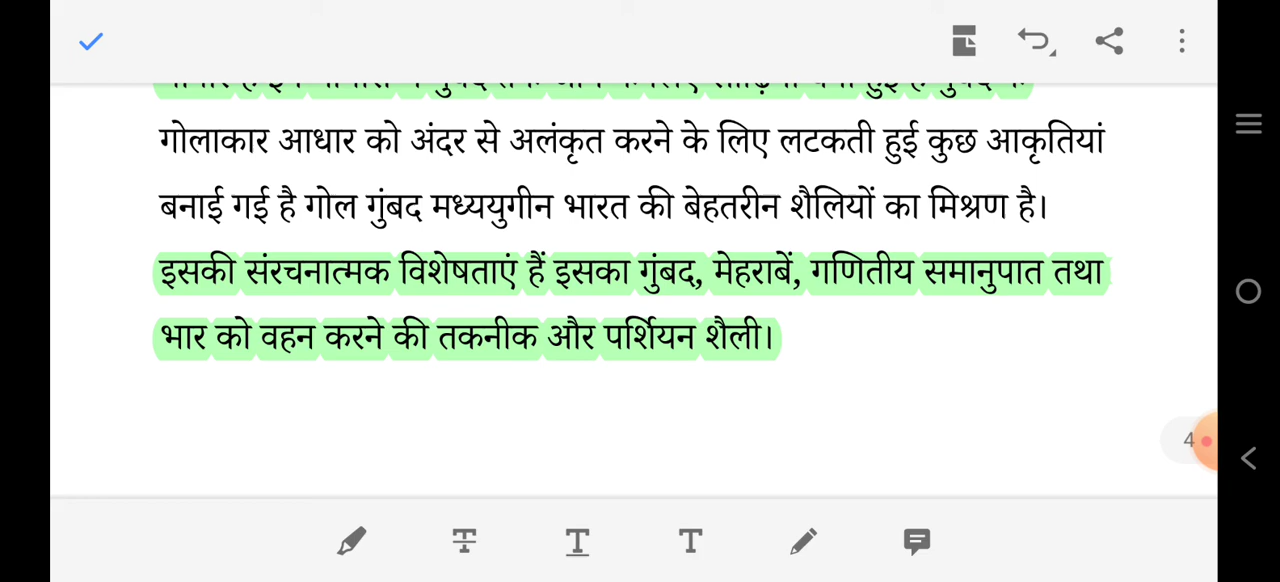 गोलाकार आधार को अंदर से अलंकृत करने के लिए लटकती हुई कुछ आकृतियां
बनाई गई है गोल गुंबद मध्ययुगीन भारत की बेहतरीन शैलियों का मिश्रण है।
इसकी संरचनात्मक विशेषताएं हैं इसका गुंबद, मेहराबें, गणितीय समानुपात तथा
भार को वहन करने की तकनीक और पर्शियन शैली।
4